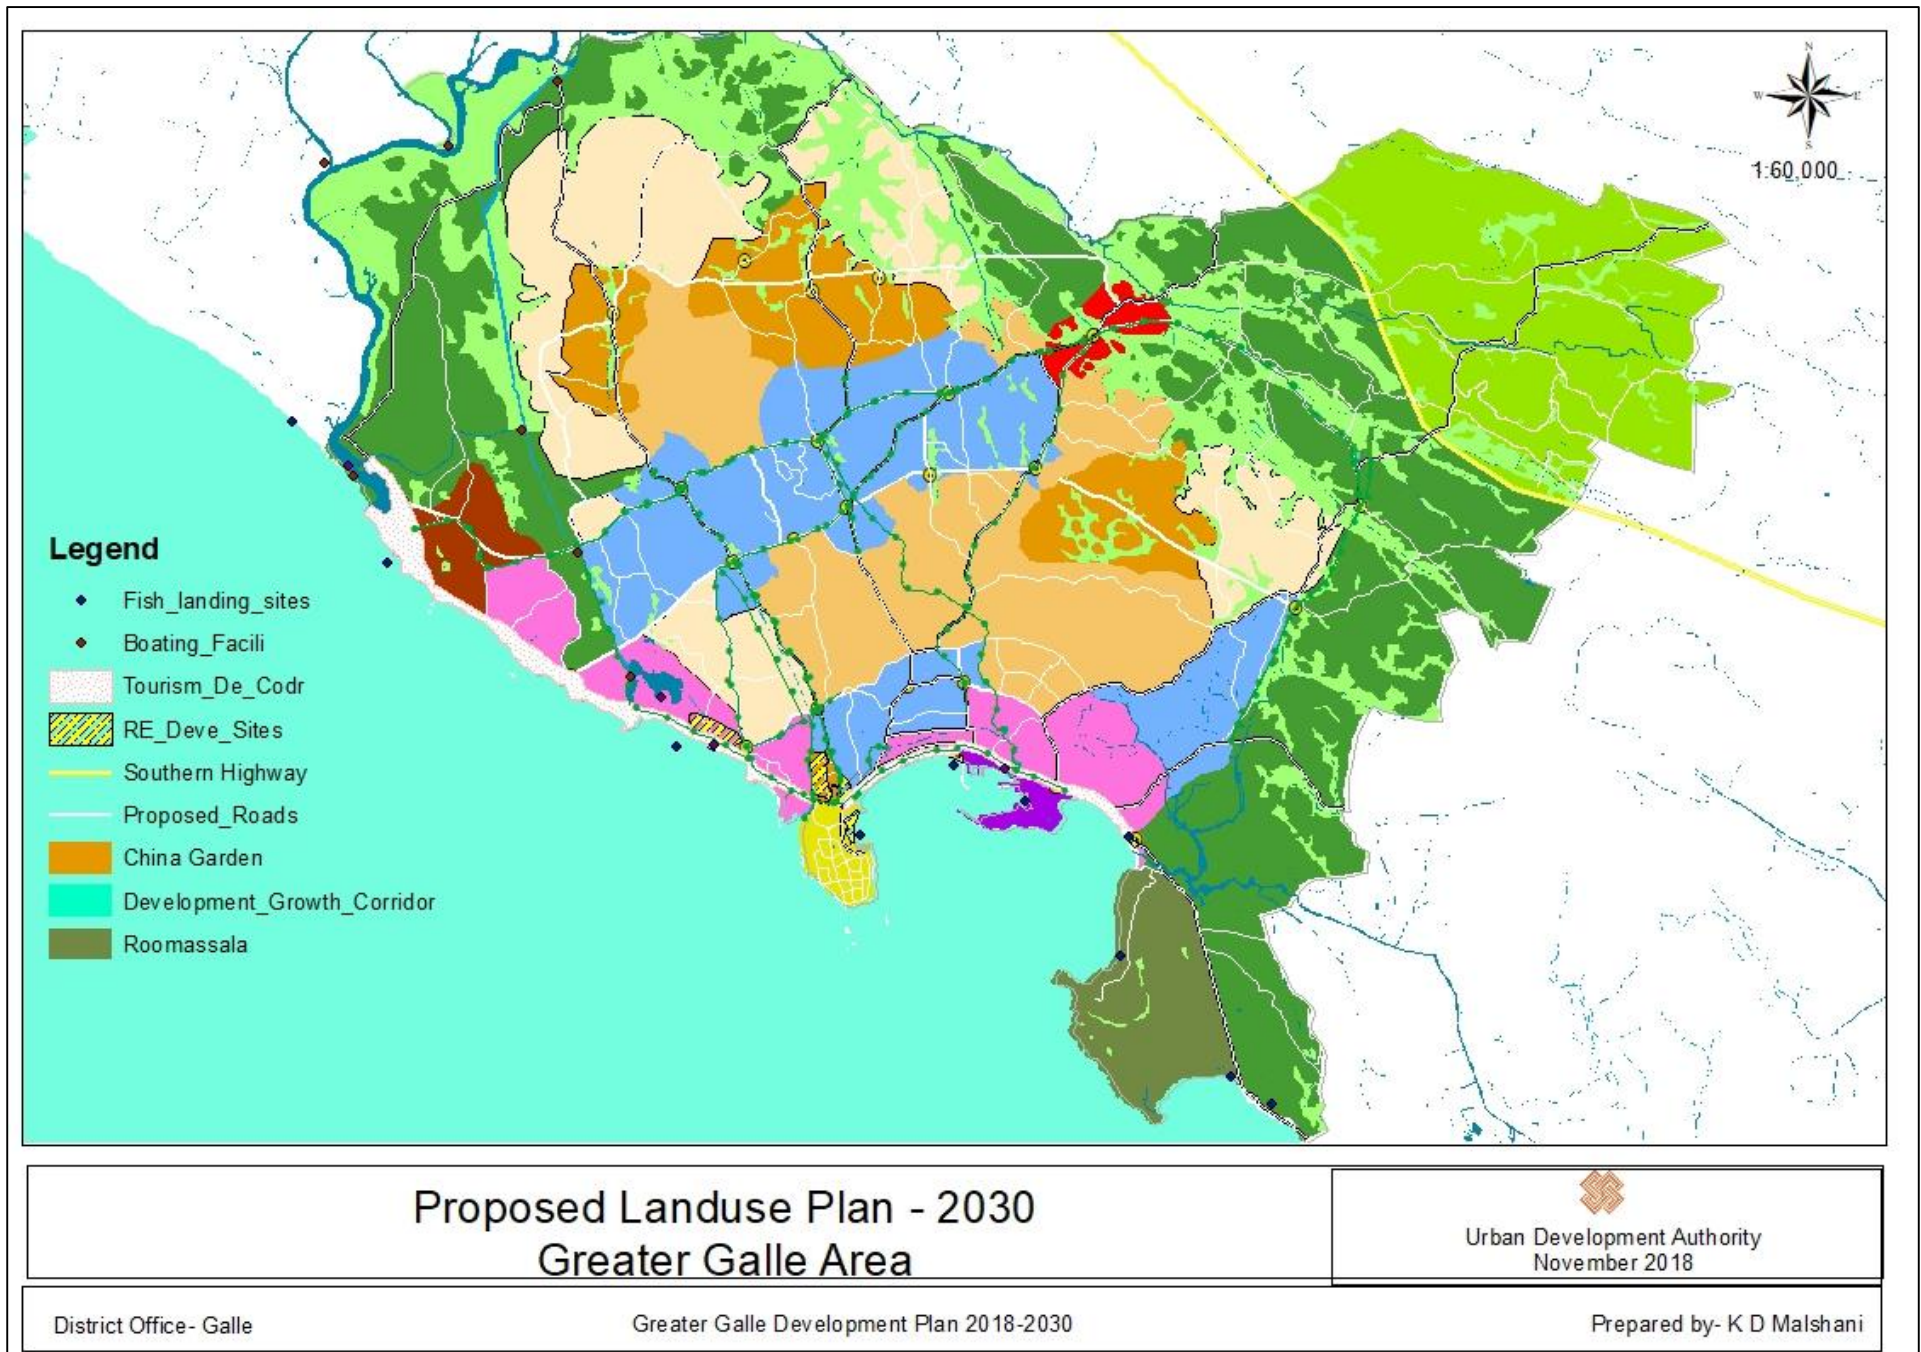 N
W
E
S
1:60,000
Legend
Fish_landing_sites
Boating_Facili
Tourism_De_Codr
RE_Deve_Sites
Southern Highway
Proposed_Roads
China Garden
Development_Growth_Corridor
Roomassala
Proposed Landuse Plan - 2030
Greater Galle Area
Urban Development Authority
November 2018
District Office- Galle
Greater Galle Development Plan 2018-2030
Prepared by- K D Malshani